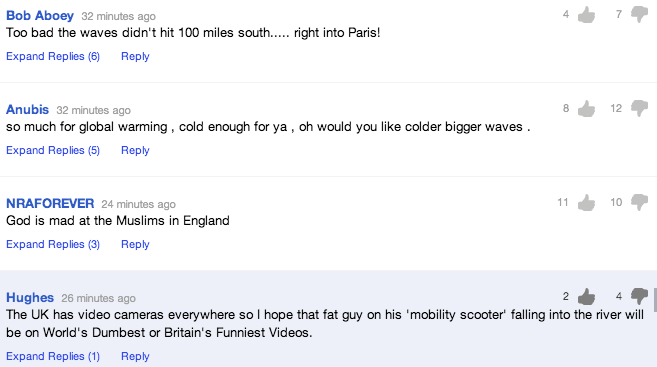 Bob Aboey 32 minutes ago 4 7
Too bad the waves didn't hit 100 miles south..... right into Paris!
Expand Replies (6) Reply
Anubis 32 minutes ago 8 12
so much for global warming , cold enough for ya , oh would you like colder bigger waves .
Expand Replies (5) Reply
NRAFOREVER 24 minutes ago 11 10
God is mad at the Muslims in England
Expand Replies (3) Reply
Hughes 26 minutes ago 2 4
The UK has video cameras everywhere so I hope that fat guy on his 'mobility scooter' falling into the river will
be on World's Dumbest or Britain's Funniest Videos.
Expand Replies (1) Reply